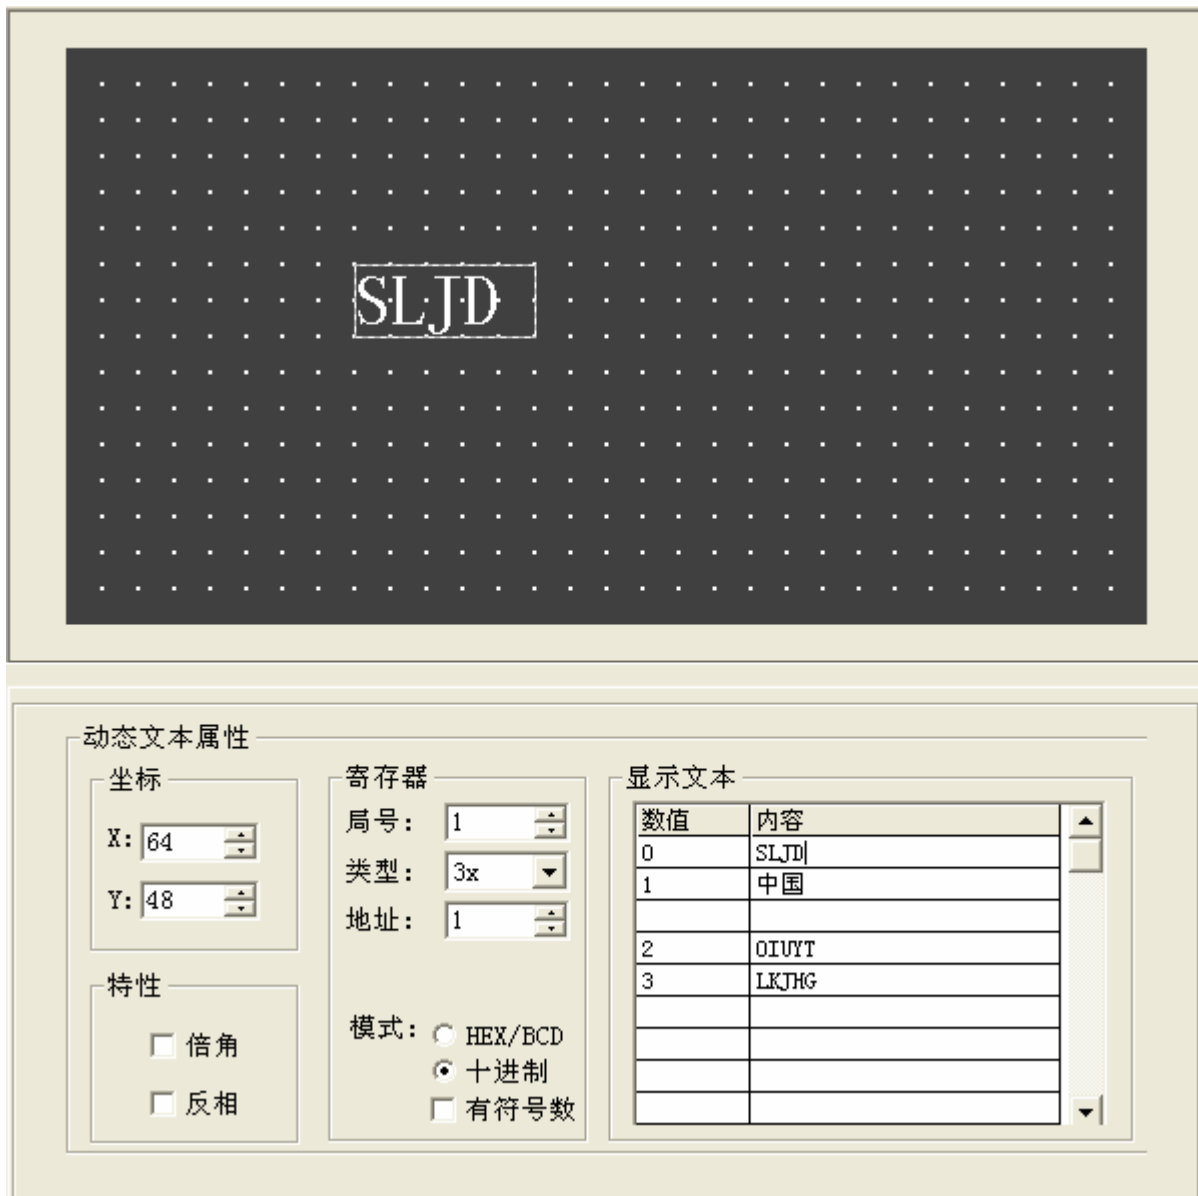 SLJD
动态文本属性
坐标
X: 64
Y: 48
特性
倍角
反相
寄存器
局号: 1
类型: 3x
地址: 1
模式: HEX/BCD
十进制
有符号数
显示文本
数值 内容
0 SLJD
1 中国
2 OIUYT
3 LKJHG